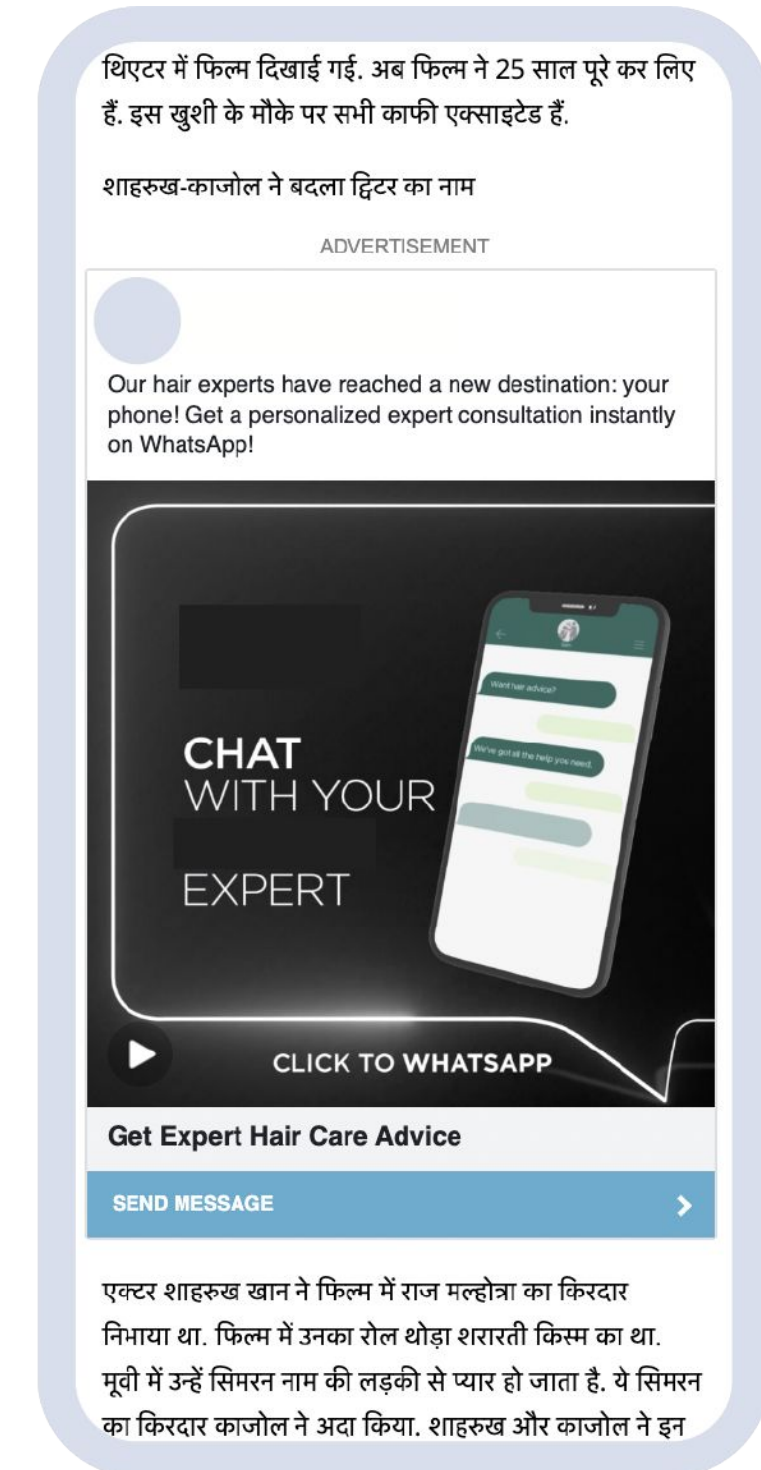 थिएटर में फिल्म दिखाई गई. अब फिल्म ने 25 साल पूरे कर लिए
हैं. इस खुशी के मौके पर सभी काफी एक्साइटेड हैं.
शाहरुख-काजोल ने बदला ट्विटर का नाम
ADVERTISEMENT
Our hair experts have reached a new destination: your
phone! Get a personalized expert consultation instantly
on WhatsApp!
Want hair advice?
We've got all the help you need.
CHAT
WITH YOUR
EXPERT
CLICK TO WHATSAPP
Get Expert Hair Care Advice
SEND MESSAGE
एक्टर शाहरुख खान ने फिल्म में राज मल्होत्रा का किरदार
निभाया था. फिल्म में उनका रोल थोड़ा शरारती किस्म का था.
मूवी में उन्हें सिमरन नाम की लड़की से प्यार हो जाता है. ये सिमरन
का किरदार काजोल ने अदा किया. शाहरुख और काजोल ने इन